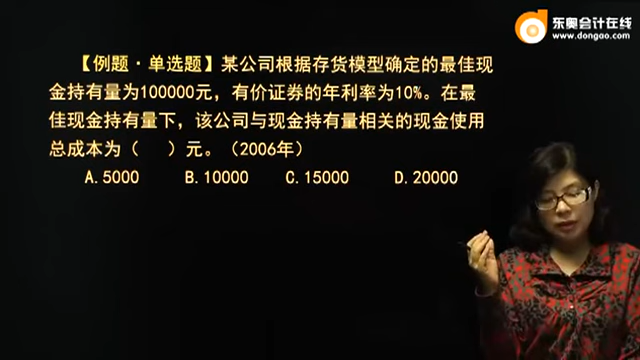 东奥会计在线
www.dongao.com
【例题·单选题】某公司根据存货模型确定的最佳现
金持有量为100000元，有价证券的年利率为10%。在最
佳现金持有量下，该公司与现金持有量相关的现金使用
总成本为（ ）元。（2006年）
A.5000 B.10000 C.15000 D.20000